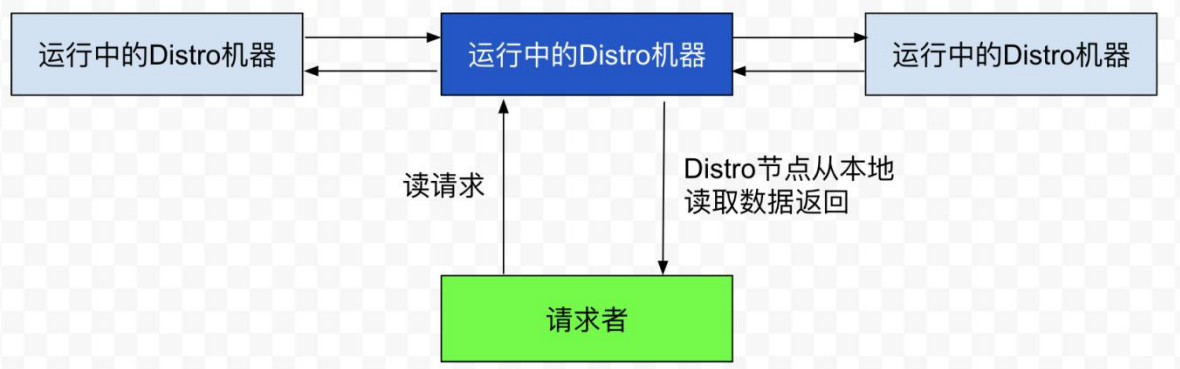 运行中的Distro机器
运行中的Distro机器
运行中的Distro机器
读请求
Distro节点从本地
读取数据返回
请求者